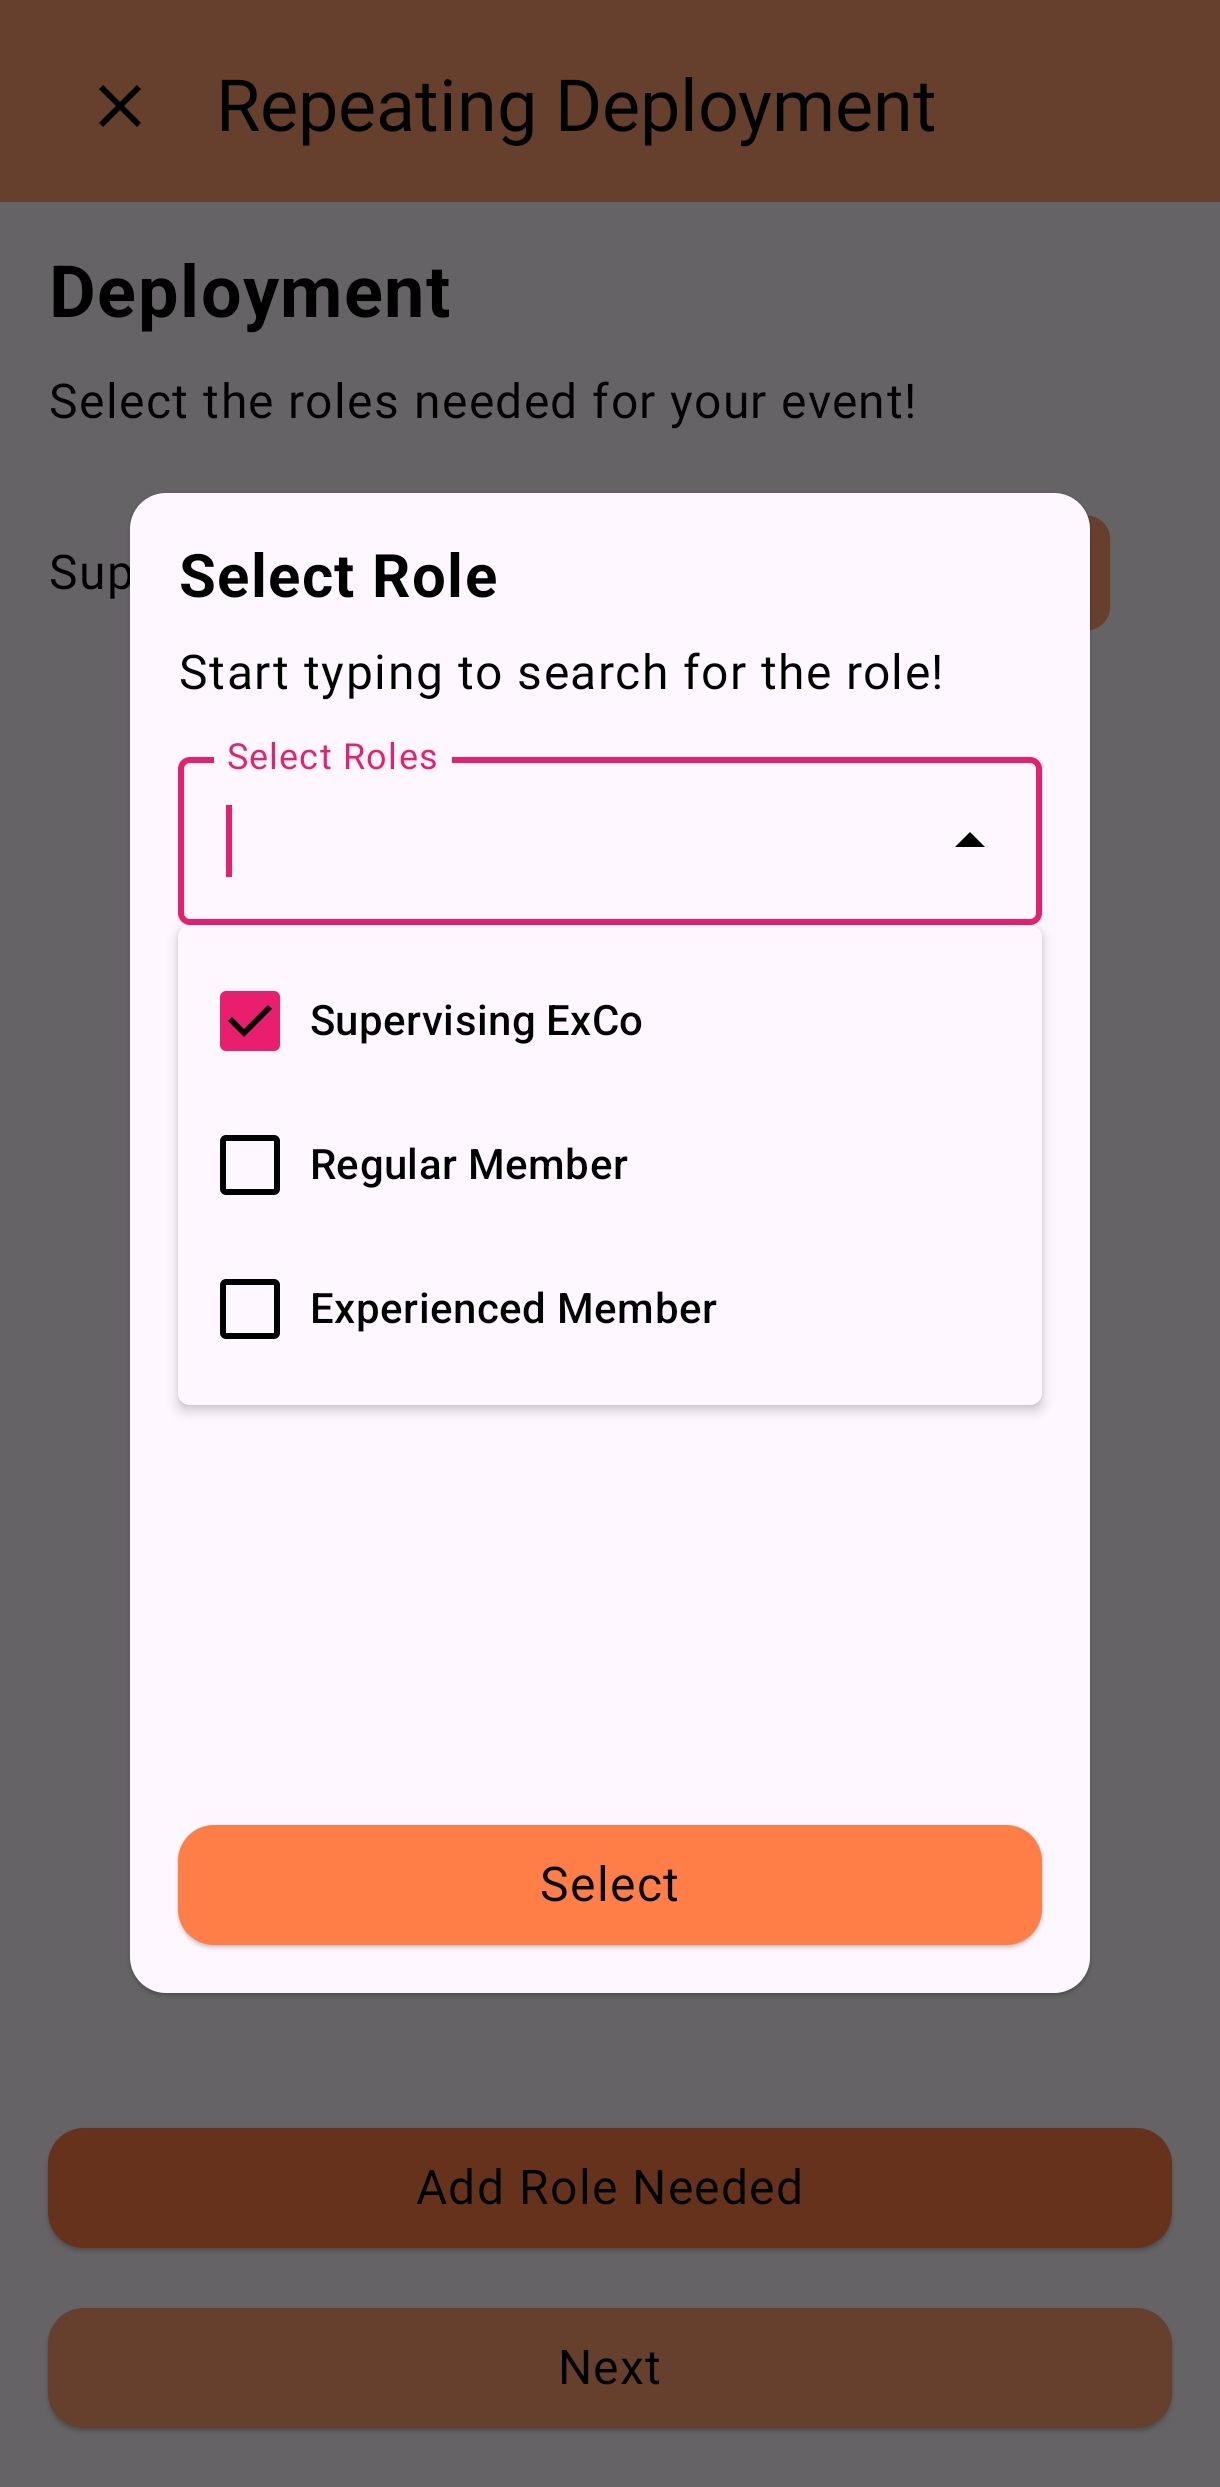 Repeating Deployment
Deployment
Select the roles needed for your event!
Sup
Select Role
Start typing to search for the role!
Select Roles
Supervising ExCo
Regular Member
Experienced Member
Select
Add Role Needed
Next